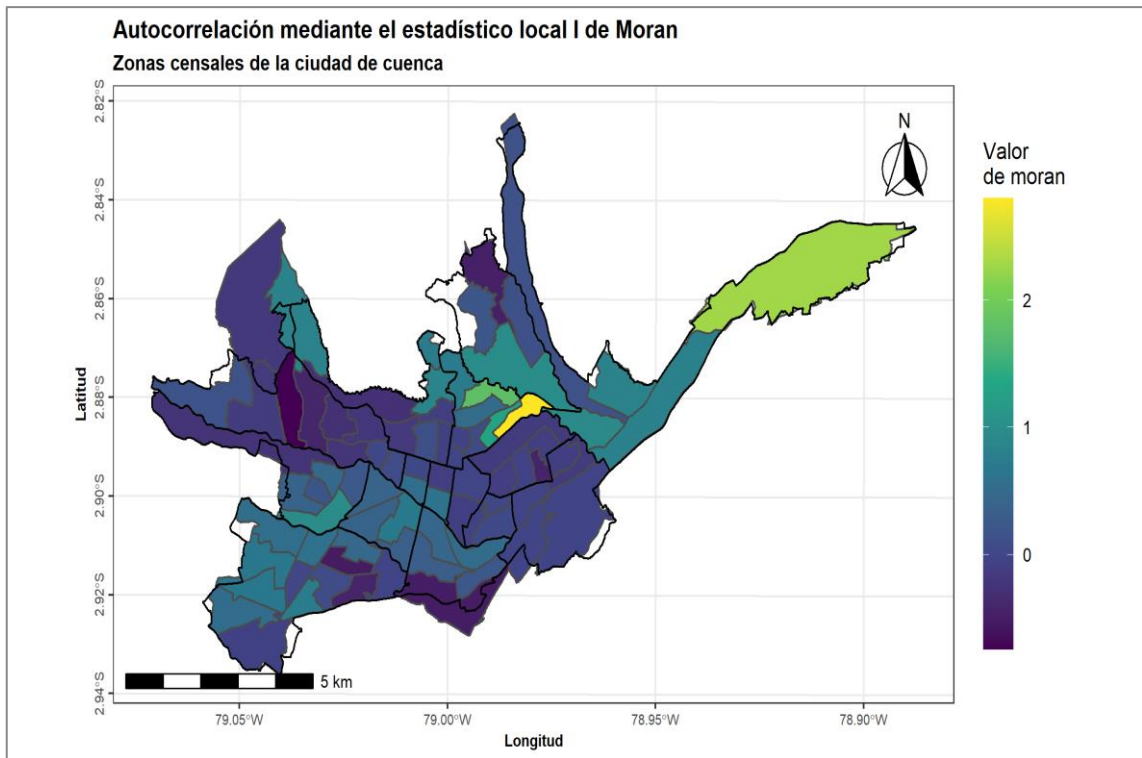 Autocorrelación mediante el estadístico local I de Moran
Zonas censales de la ciudad de cuenca
2.82°S
2.84°S
2.86°S
2.88°S
2.90°S
2.92°S
2.94°S
Latitud
N
Valor
de moran
2
1
0
5 km
79.05°W
79.00°W
78.95°W
78.90°W
Longitud